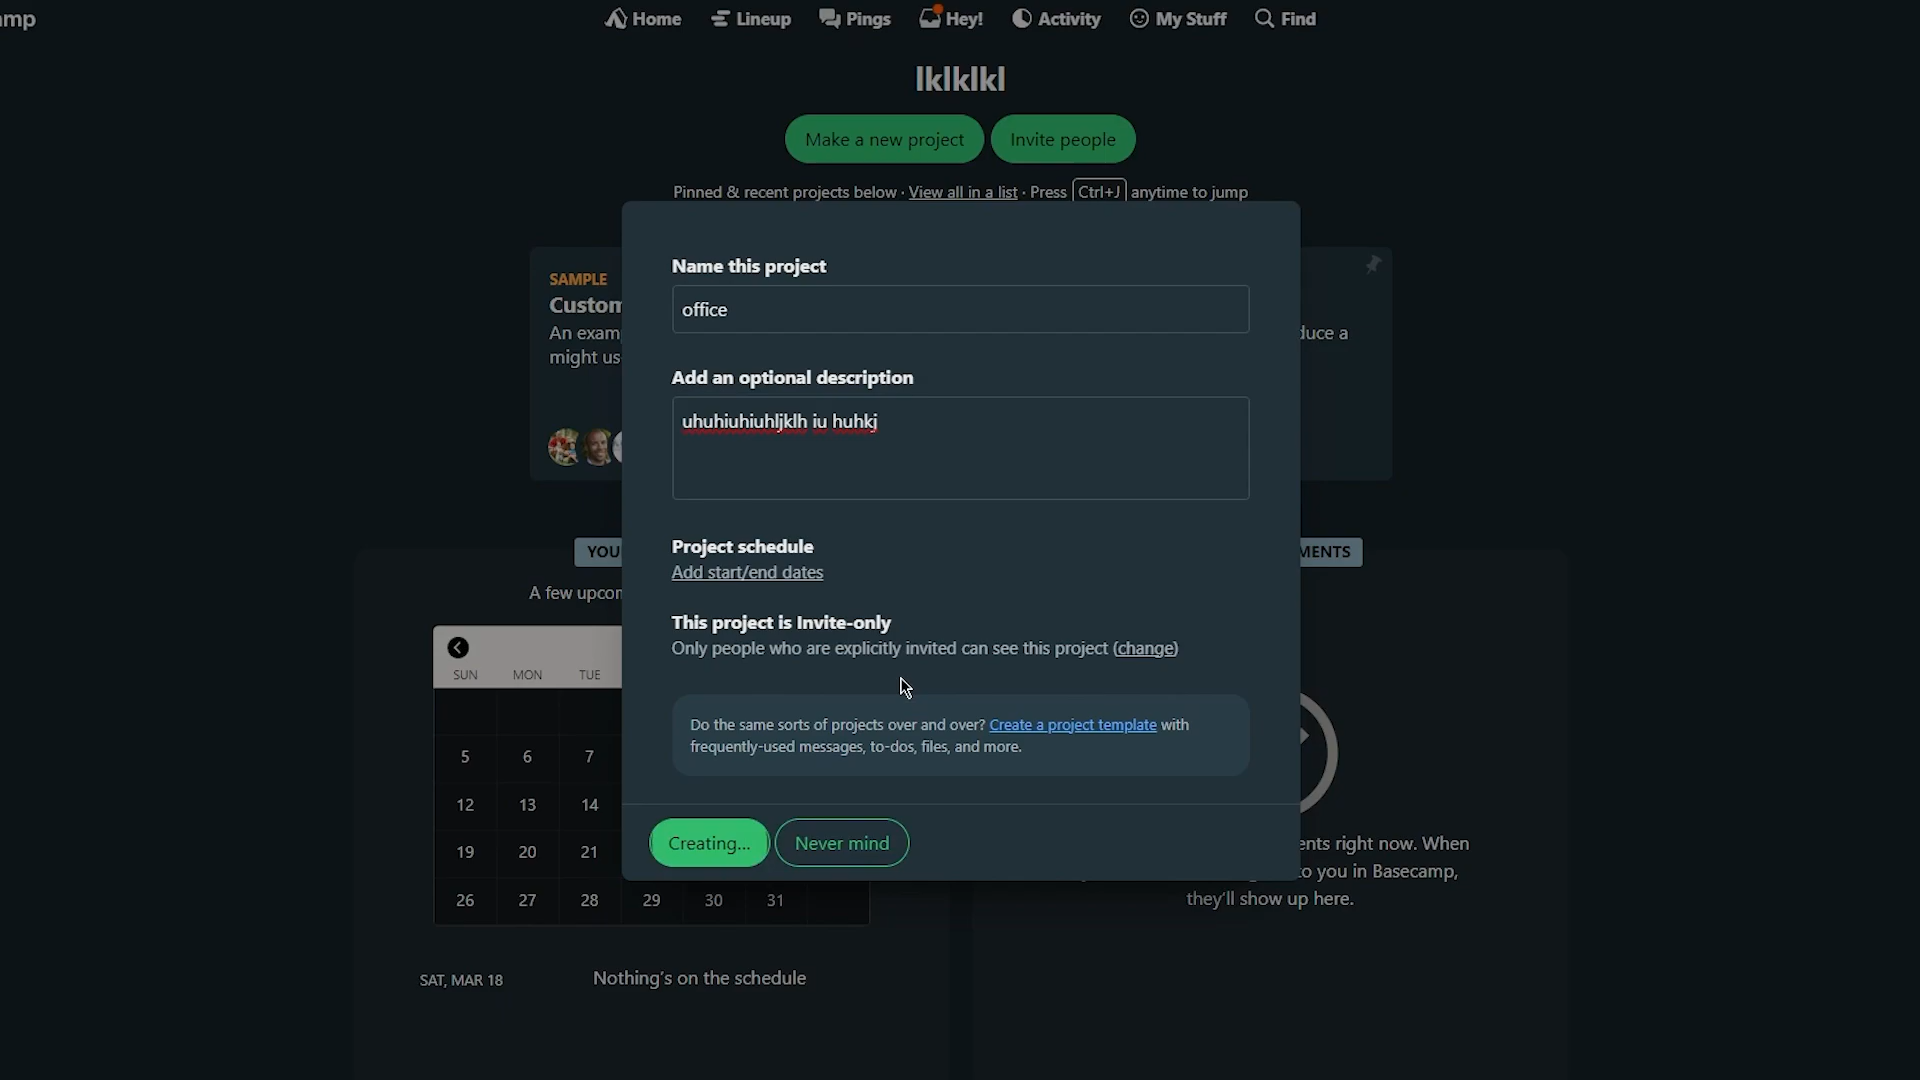 amp
Home Lineup Pings Hey! Activity My Stuff Find
lklklkl
Make a new project Invite people
Pinned & recent projects below · View all in a list · Press Ctrl+J anytime to jump
SAMPLE
Custom
An exam
might us
duce a
Name this project
office
Add an optional description
uhuhiuhiuhljklh iu huhkj
Project schedule
Add start/end dates
This project is Invite-only
Only people who are explicitly invited can see this project (change)
Do the same sorts of projects over and over? Create a project template with
frequently-used messages, to-dos, files, and more.
Creating... Never mind
YOU
A few upcom
SUN MON TUE
5 6 7
12 13 14
19 20 21
26 27 28 29 30 31
SAT, MAR 18 Nothing's on the schedule
MENTS
ents right now. When
to you in Basecamp,
they'll show up here.